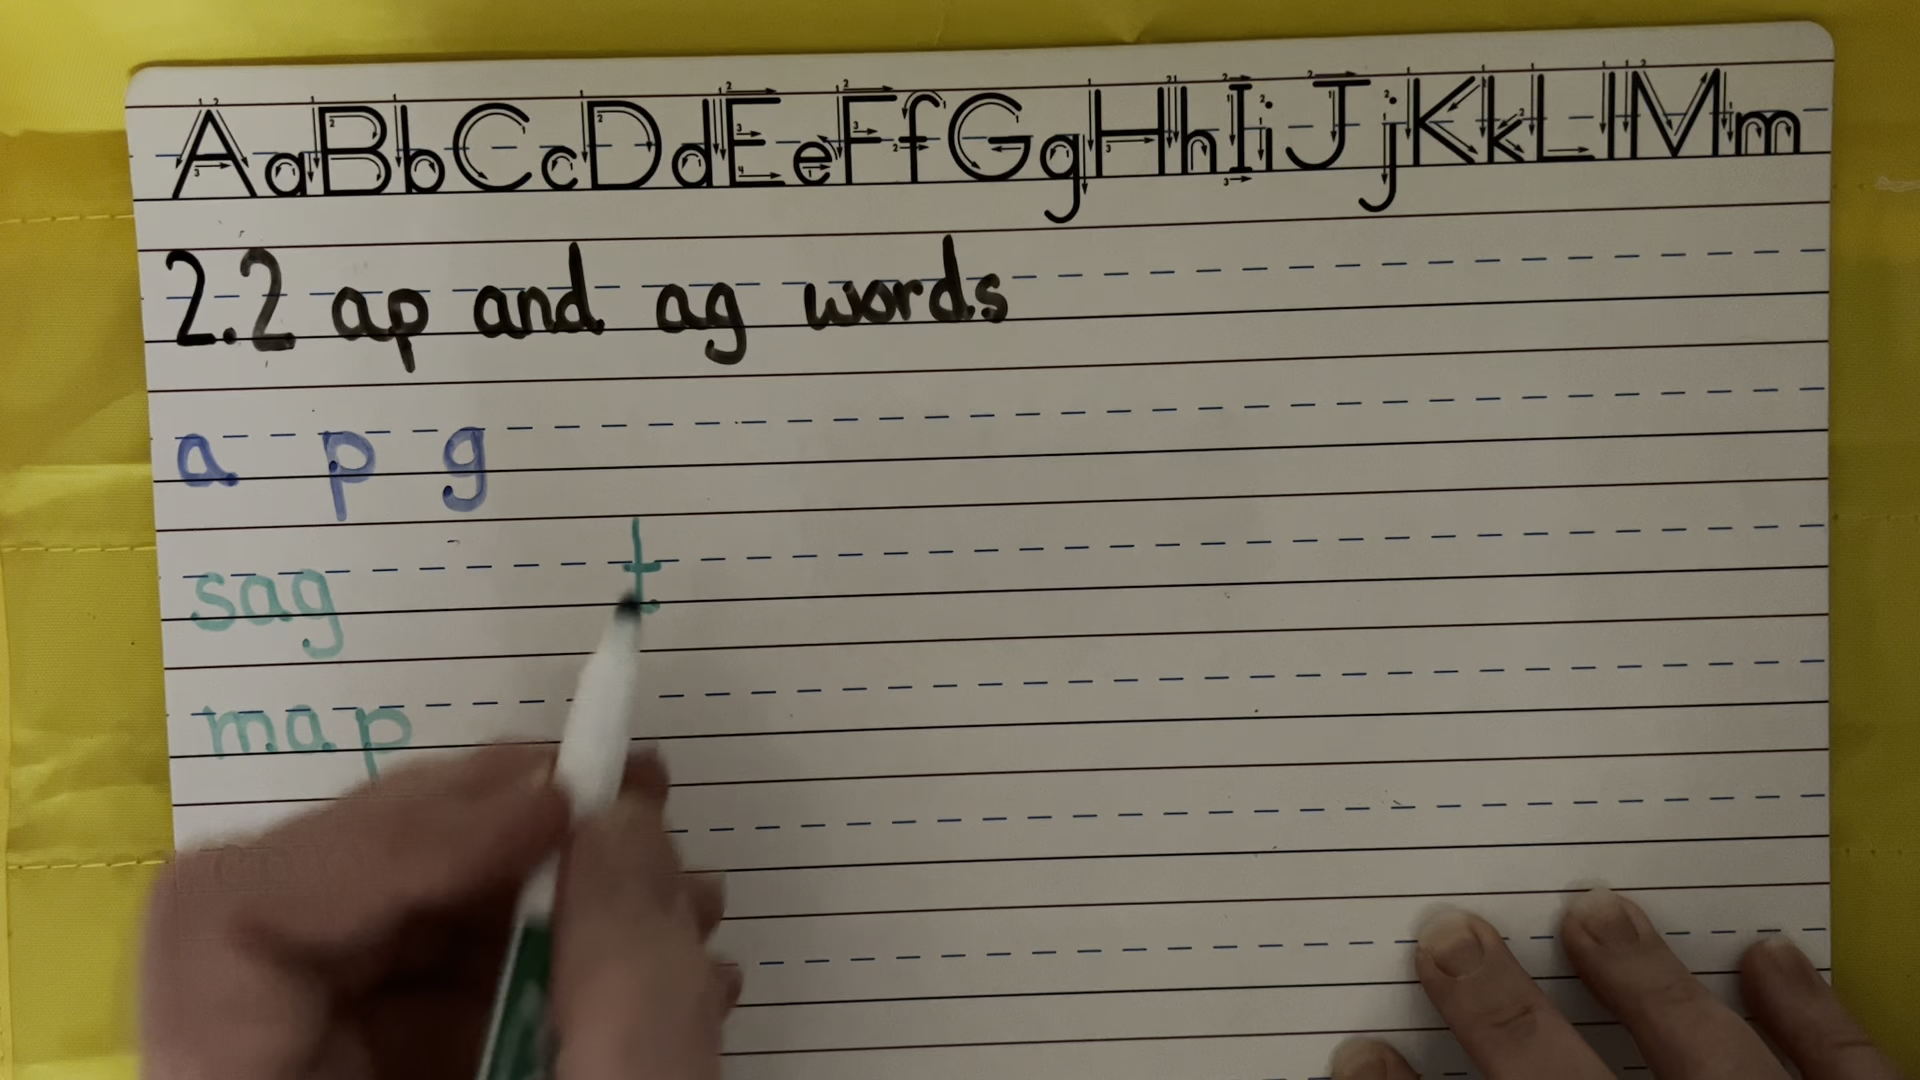 AaBbCcDdEeFfGgHhIiJjKkLlMm
2.2 ap and ag words
a p g
sag t
map